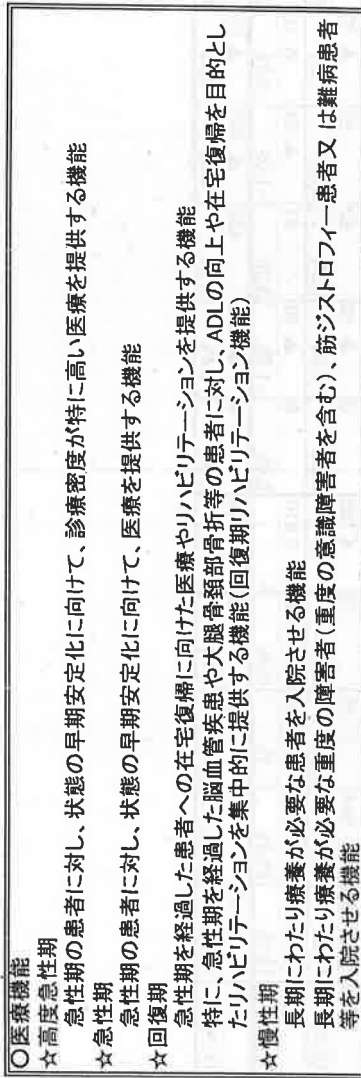 ○医療機能
☆高度急性期
急性期の患者に対し、状態の早期安定化に向けて、診療密度が特に高い医療を提供する機能
☆急性期
急性期の患者に対し、状態の早期安定化に向けて、医療を提供する機能
☆回復期
急性期を経過した患者への在宅復帰に向けた医療やリハビリテーションを提供する機能
特に、急性期を経過した脳血管疾患や大腿骨頸部骨折等の患者に対し、ADLの向上や在宅復帰を目的とし
たリハビリテーションを集中的に提供する機能(回復期リハビリテーション機能)
☆慢性期
長期にわたり療養が必要な患者を入院させる機能
長期にわたり療養が必要な重度の障害者(重度の意識障害者を含む)、筋ジストロフィー患者又は難病患者
等を入院させる機能